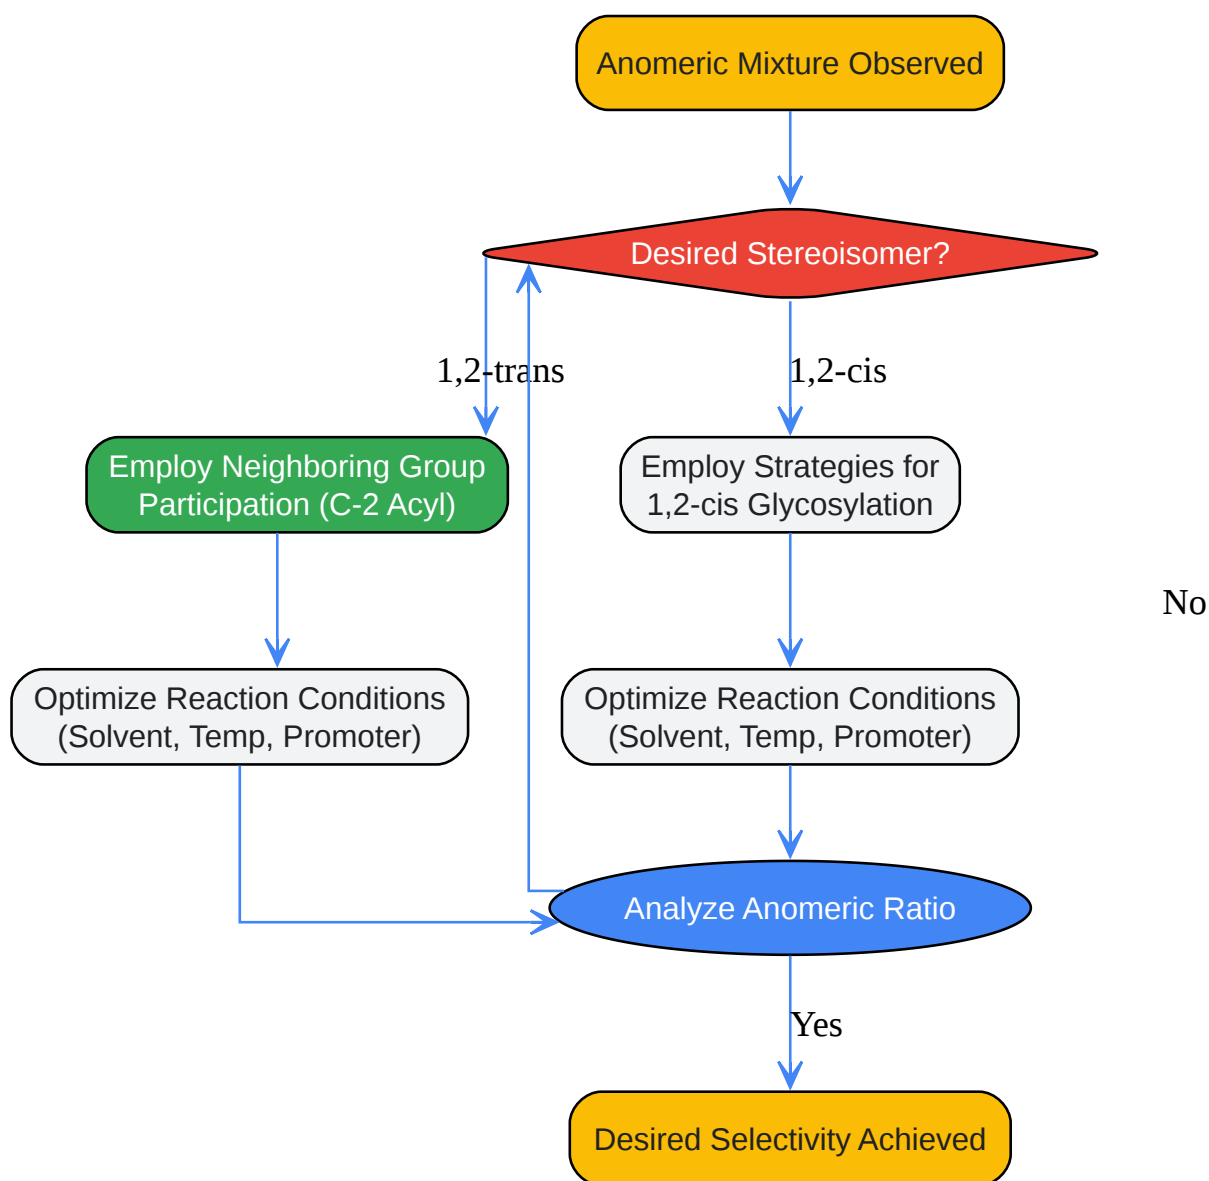 Anomeric Mixture Observed
Desired Stereoisomer?
1,2-trans
1,2-cis
Employ Neighboring Group
Participation (C-2 Acyl)
Employ Strategies for
1,2-cis Glycosylation
No
Optimize Reaction Conditions
(Solvent, Temp, Promoter)
Optimize Reaction Conditions
(Solvent, Temp, Promoter)
Analyze Anomeric Ratio
Yes
Desired Selectivity Achieved